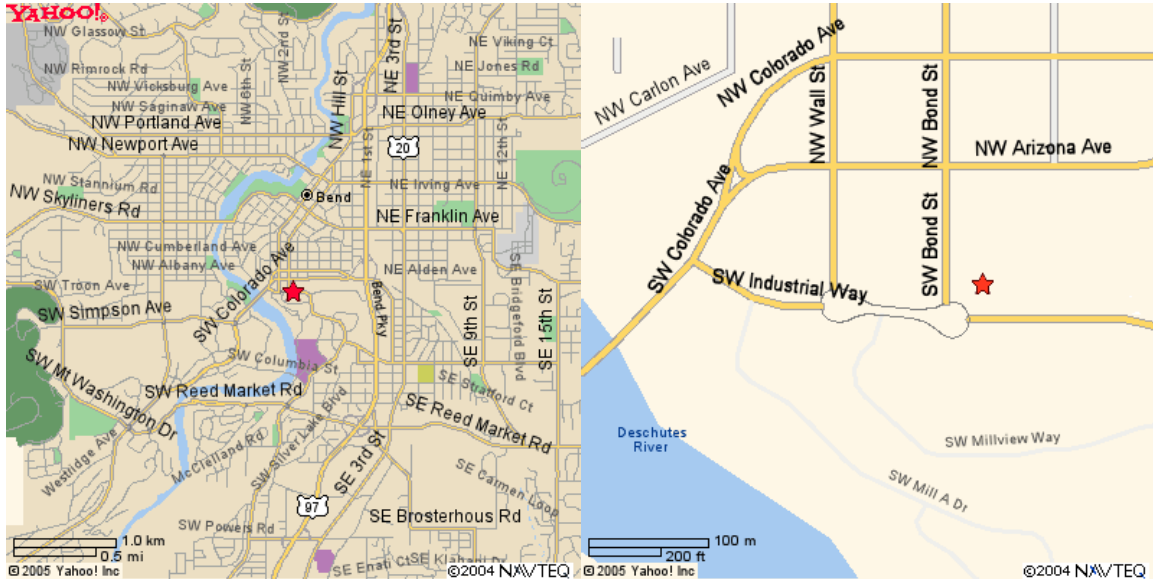 YAHOO!
NW Glassow St
NW 2nd St
NE 3rd St
NE Viking Ct
NW Rimrock Rd
NE Jones Rd
NW Vicksburg Ave
NW 6th St
NW Hill St
NE Quimby Ave
NW Saginaw Ave
NE Olney Ave
NW Portland Ave
NW Newport Ave
20
NE 1st St
NE 12th St
NW Stannium Rd
NE Irving Ave
NW Skyliners Rd
Bend
NE Franklin Ave
NW Cumberland Ave
NW Albany Ave
NE Alden Ave
SW Troon Ave
SW Colorado Ave
Bend Pky
SE 9th St
SE Bridgeford Blvd
SE 15th St
SW Simpson Ave
SW Columbia St
SW Mt Washington Dr
SW Reed Market Rd
SE Stratford Ct
SE Reed Market Rd
Westridge Ave
McClelland Rd
SW Silver Lake Blvd
SE 3rd St
SE Carmen Loop
97
SW Powers Rd
SE Brosterhous Rd
1.0 km
0.5 mi
SE Enati Ct
SE Klahani Dr
© 2005 Yahoo! Inc
©2004 NAVTEQ
NW Carlon Ave
NW Colorado Ave
NW Wall St
NW Bond St
NW Arizona Ave
SW Colorado Ave
SW Bond St
SW Industrial Way
Deschutes
River
SW Millview Way
SW Mill A Dr
100 m
200 ft
© 2005 Yahoo! Inc
©2004 NAVTEQ